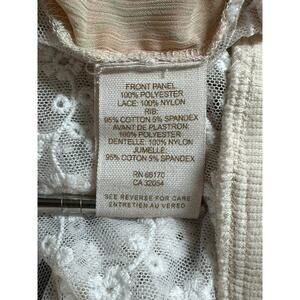 FRONT PANEL
100% POLYESTER
LACE: 100% NYLON
RIB:
95% COTTON 5% SPANDEX
AVANT DE PLASTRON:
100% POLYESTER
DENTELLE: 100% NYLON
JUMELLE:
95% COTTON 5% SPANDEX
RN 66170
CA 32054
SEE REVERSE FOR CARE
ENTRETIEN AU VERSO